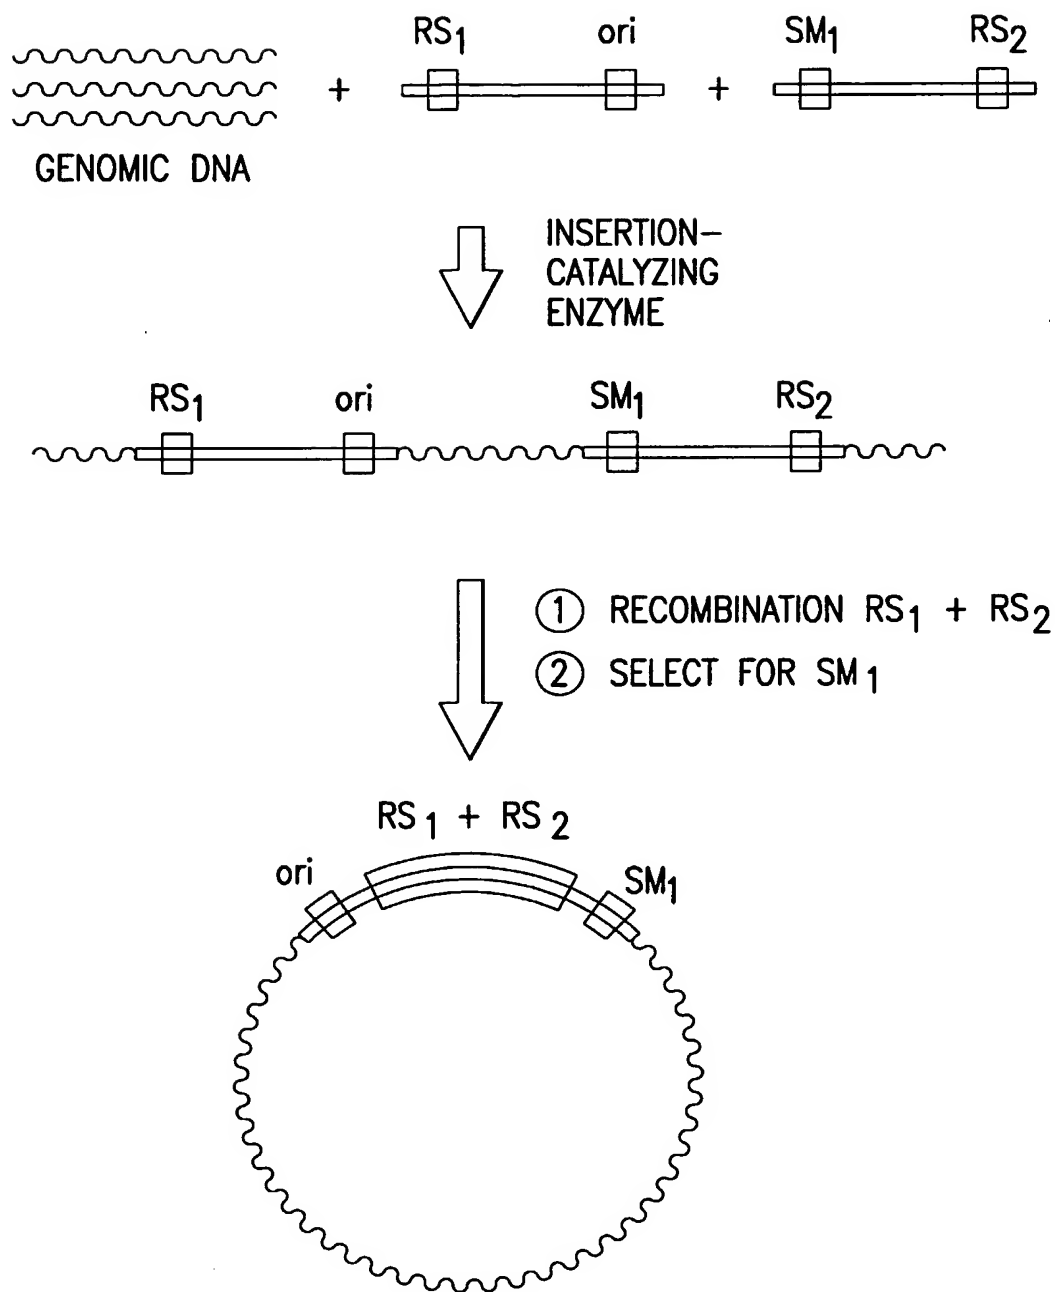 RS1 ori SM1 RS2
+ +
GENOMIC DNA
INSERTION–
CATALYZING
ENZYME
RS1 ori SM1 RS2
① RECOMBINATION RS1 + RS2
② SELECT FOR SM1
RS1 + RS2
ori SM1